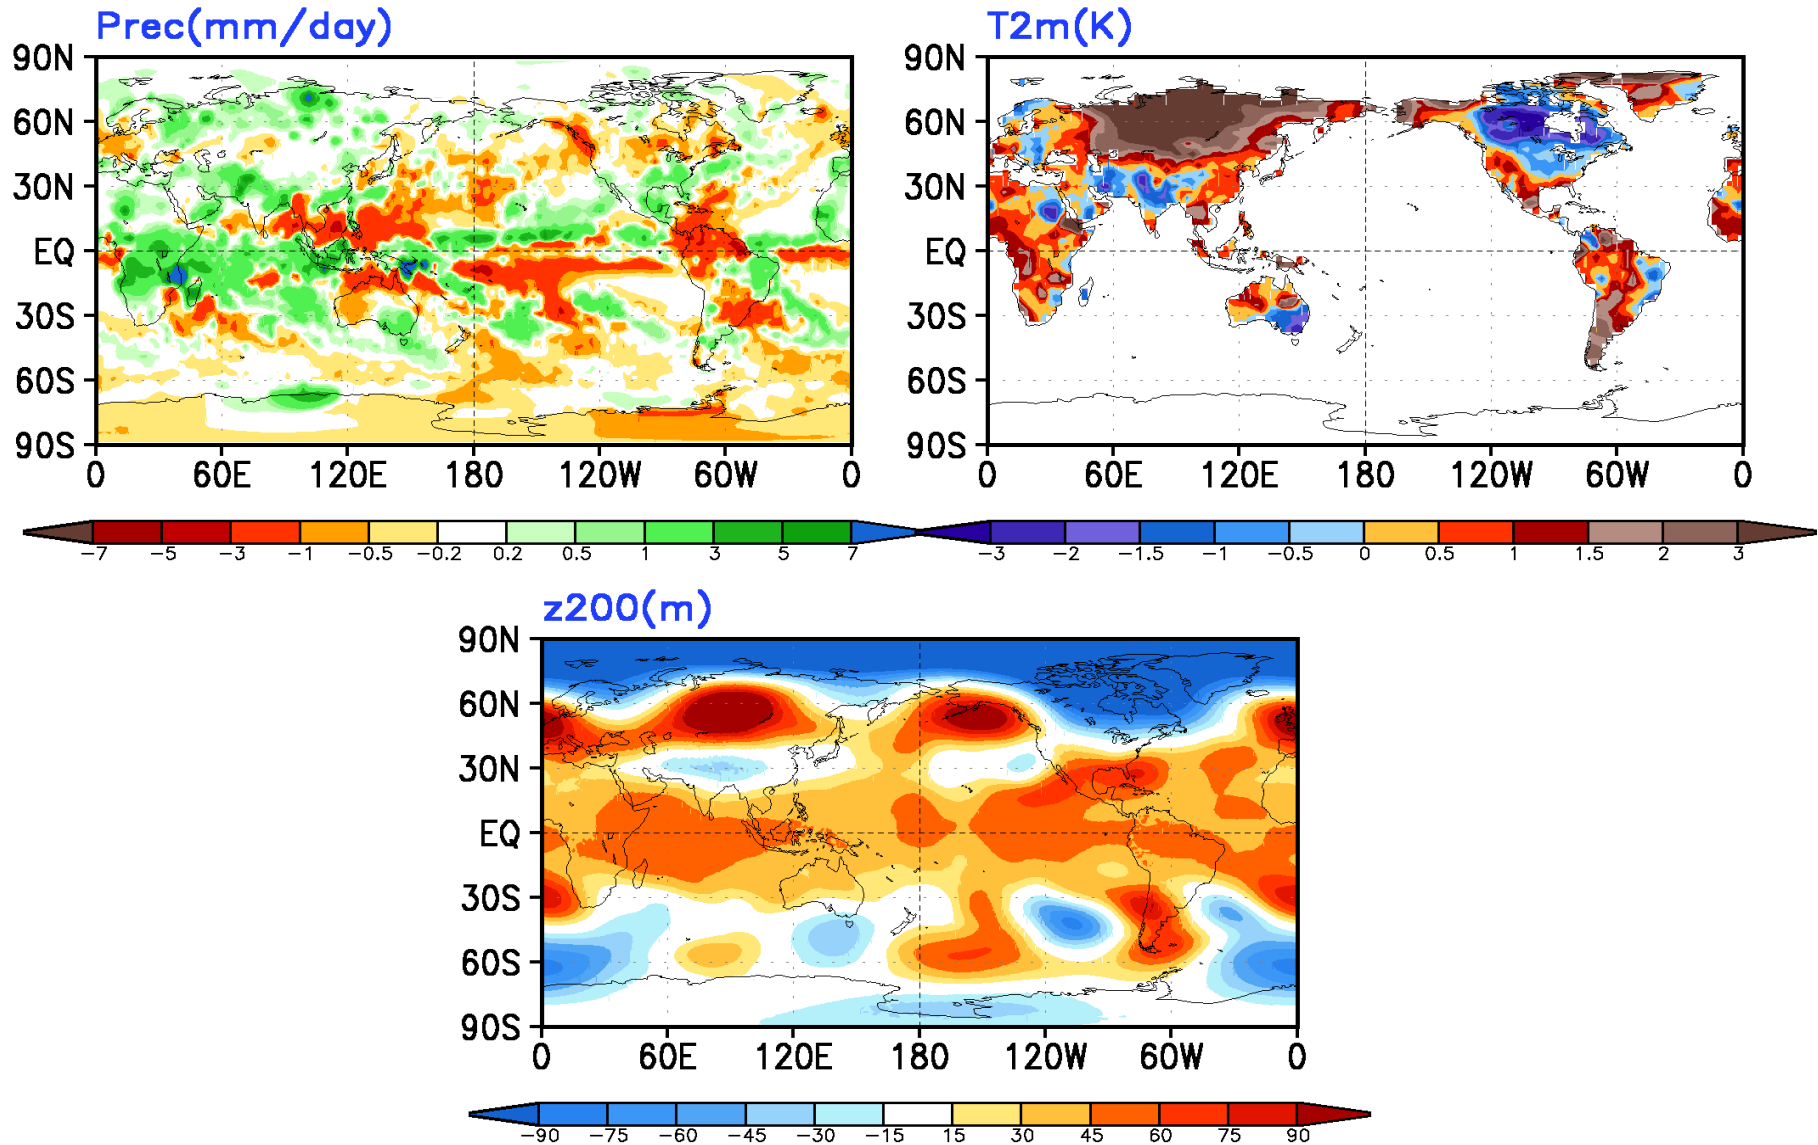 Prec(mm/day)
90N
60N
30N
EQ
30S
60S
90S
0 60E 120E 180 120W 60W 0
-7 -5 -3 -1 -0.5 -0.2 0.2 0.5 1 3 5 7
T2m(K)
90N
60N
30N
EQ
30S
60S
90S
0 60E 120E 180 120W 60W 0
-3 -2 -1.5 -1 -0.5 0 0.5 1 1.5 2 3
z200(m)
90N
60N
30N
EQ
30S
60S
90S
0 60E 120E 180 120W 60W 0
-90 -75 -60 -45 -30 -15 15 30 45 60 75 90